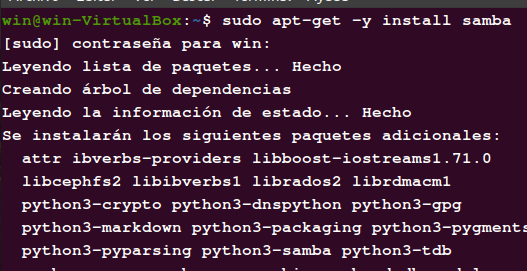 win@win-VirtualBox:~$ sudo apt-get -y install samba
[sudo] contraseña para win:
Leyendo lista de paquetes... Hecho
Creando árbol de dependencias
Leyendo la información de estado... Hecho
Se instalarán los siguientes paquetes adicionales:
attr ibverbs-providers libboost-iostreams1.71.0
libcephfs2 libibverbs1 librados2 librdmacm1
python3-crypto python3-dnspython python3-gpg
python3-markdown python3-packaging python3-pygments
python3-pyparsing python3-samba python3-tdb